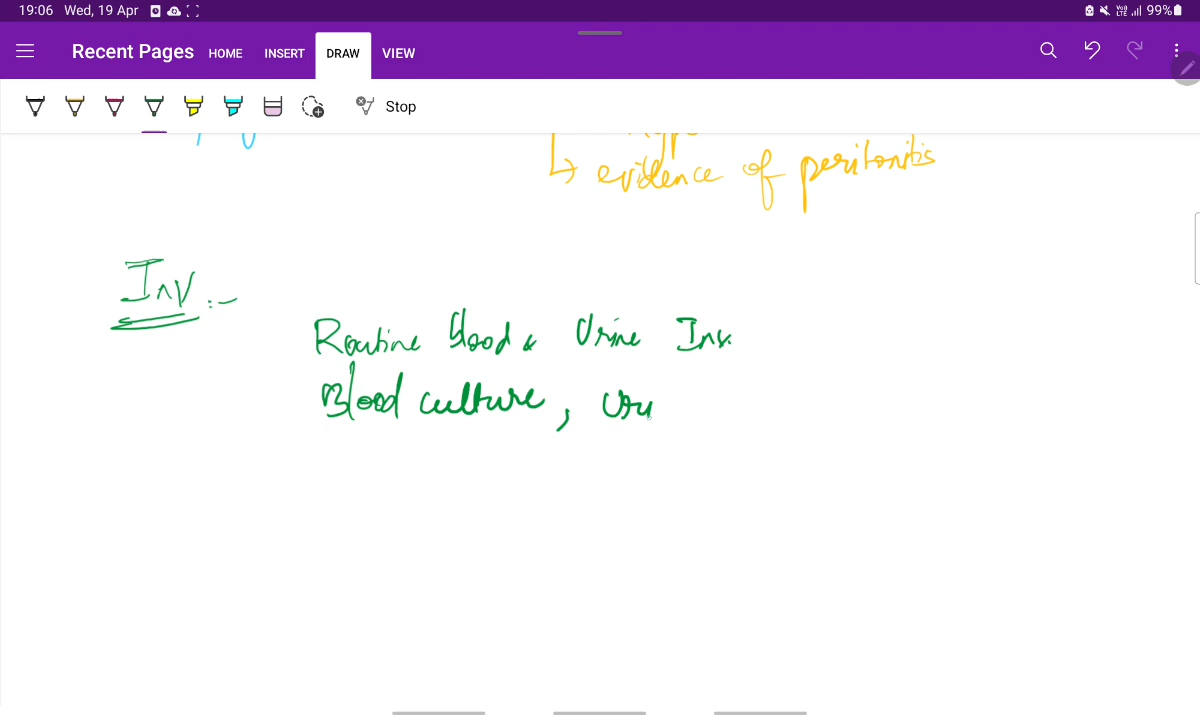 19:06 Wed, 19 Apr 99%
Recent Pages HOME INSERT DRAW VIEW
Stop
↳ evidence of peritonitis
Inv :-
Routine blood & Urine Inv.
Blood culture, Uru